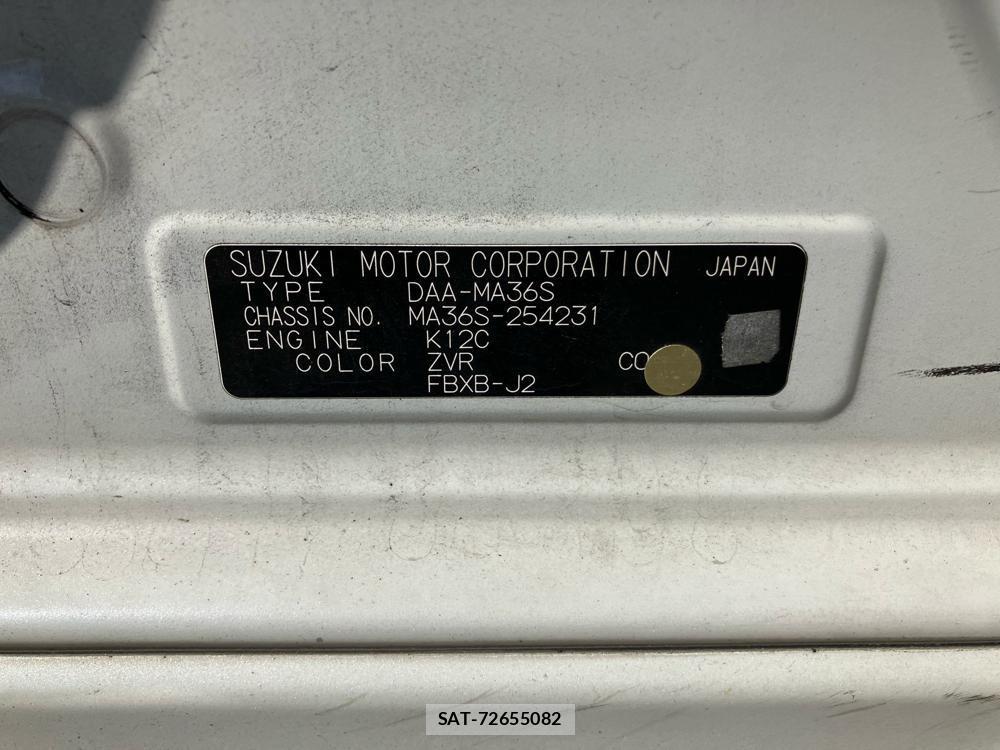 SUZUKI MOTOR CORPORATION JAPAN
TYPE DAA-MA36S
CHASSIS NO. MA36S-254231
ENGINE K12C
COLOR ZVR CO
FBXB-J2
SAT-72655082